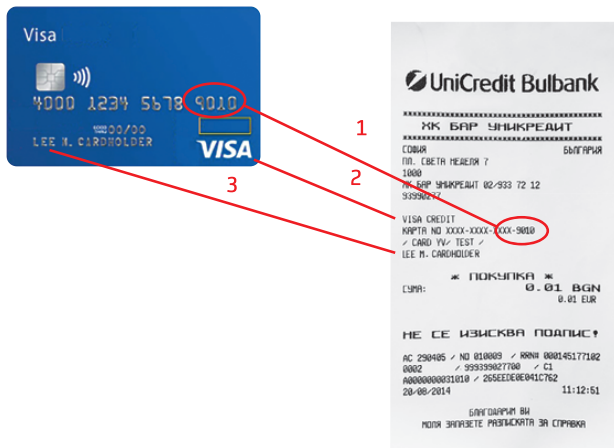 Visa
4000 1234 5678 9010
00/00
LEE M. CARDHOLDER
VISA
1
2
3
UniCredit Bulbank
ХК БАР УНИКРЕДИТ
СОФИЯ БЪЛГАРИЯ
ПЛ. СВЕТА НЕДЕЛЯ 7
1000
ХК БАР УНИКРЕДИТ 02/933 72 12
93990277
VISA CREDIT
КАРТА NO XXXX-XXXX-XXXX-9010
/ CARD YV/ TEST /
LEE M. CARDHOLDER
* ПОКУПКА *
СУМА: 0.01 BGN
0.01 EUR
НЕ СЕ ИЗИСКВА ПОДПИС!
AC 290405 / NO 010009 / RRN# 000145177102
0002 / 999399027700 / C1
A0000000031010 / 265EEDE0E041C762
20/08/2014 11:12:51
БЛАГОДАРИМ ВИ
МОЛЯ ЗАПАЗЕТЕ РАЗПИСКАТА ЗА СПРАВКА